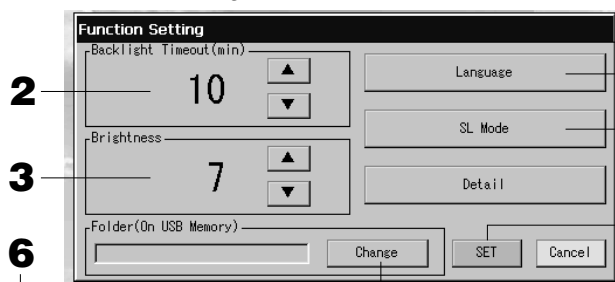 Function Setting
Backlight Timeout(min)
2
10
▲
▼
Language
Brightness
3
7
▲
▼
SL Mode
Detail
Folder(On USB Memory)
6
Change
SET
Cancel